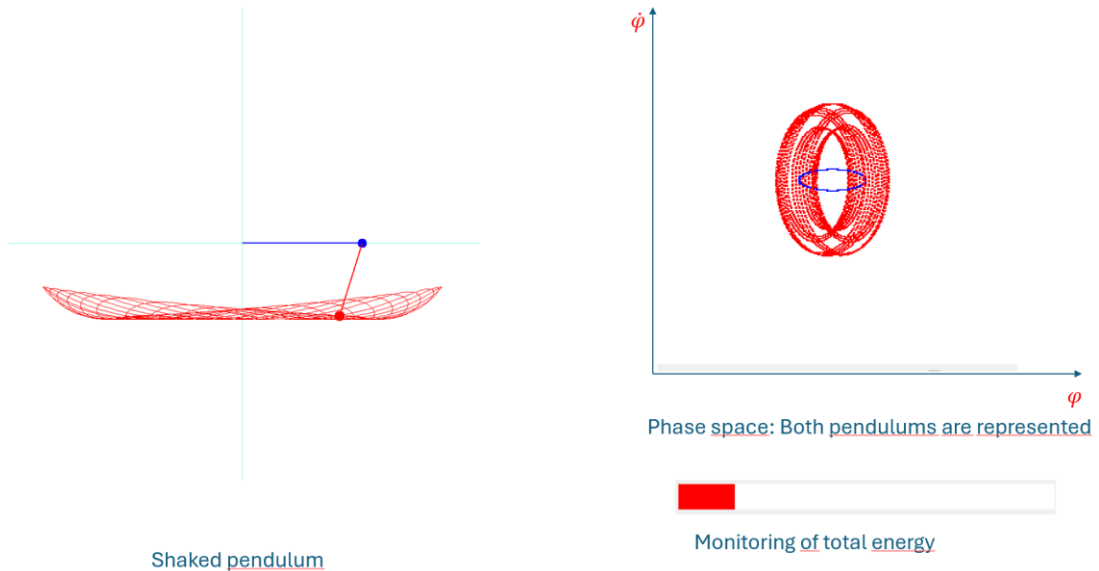 φ̇
φ
Phase space: Both pendulums are represented
Monitoring of total energy
Shaked pendulum